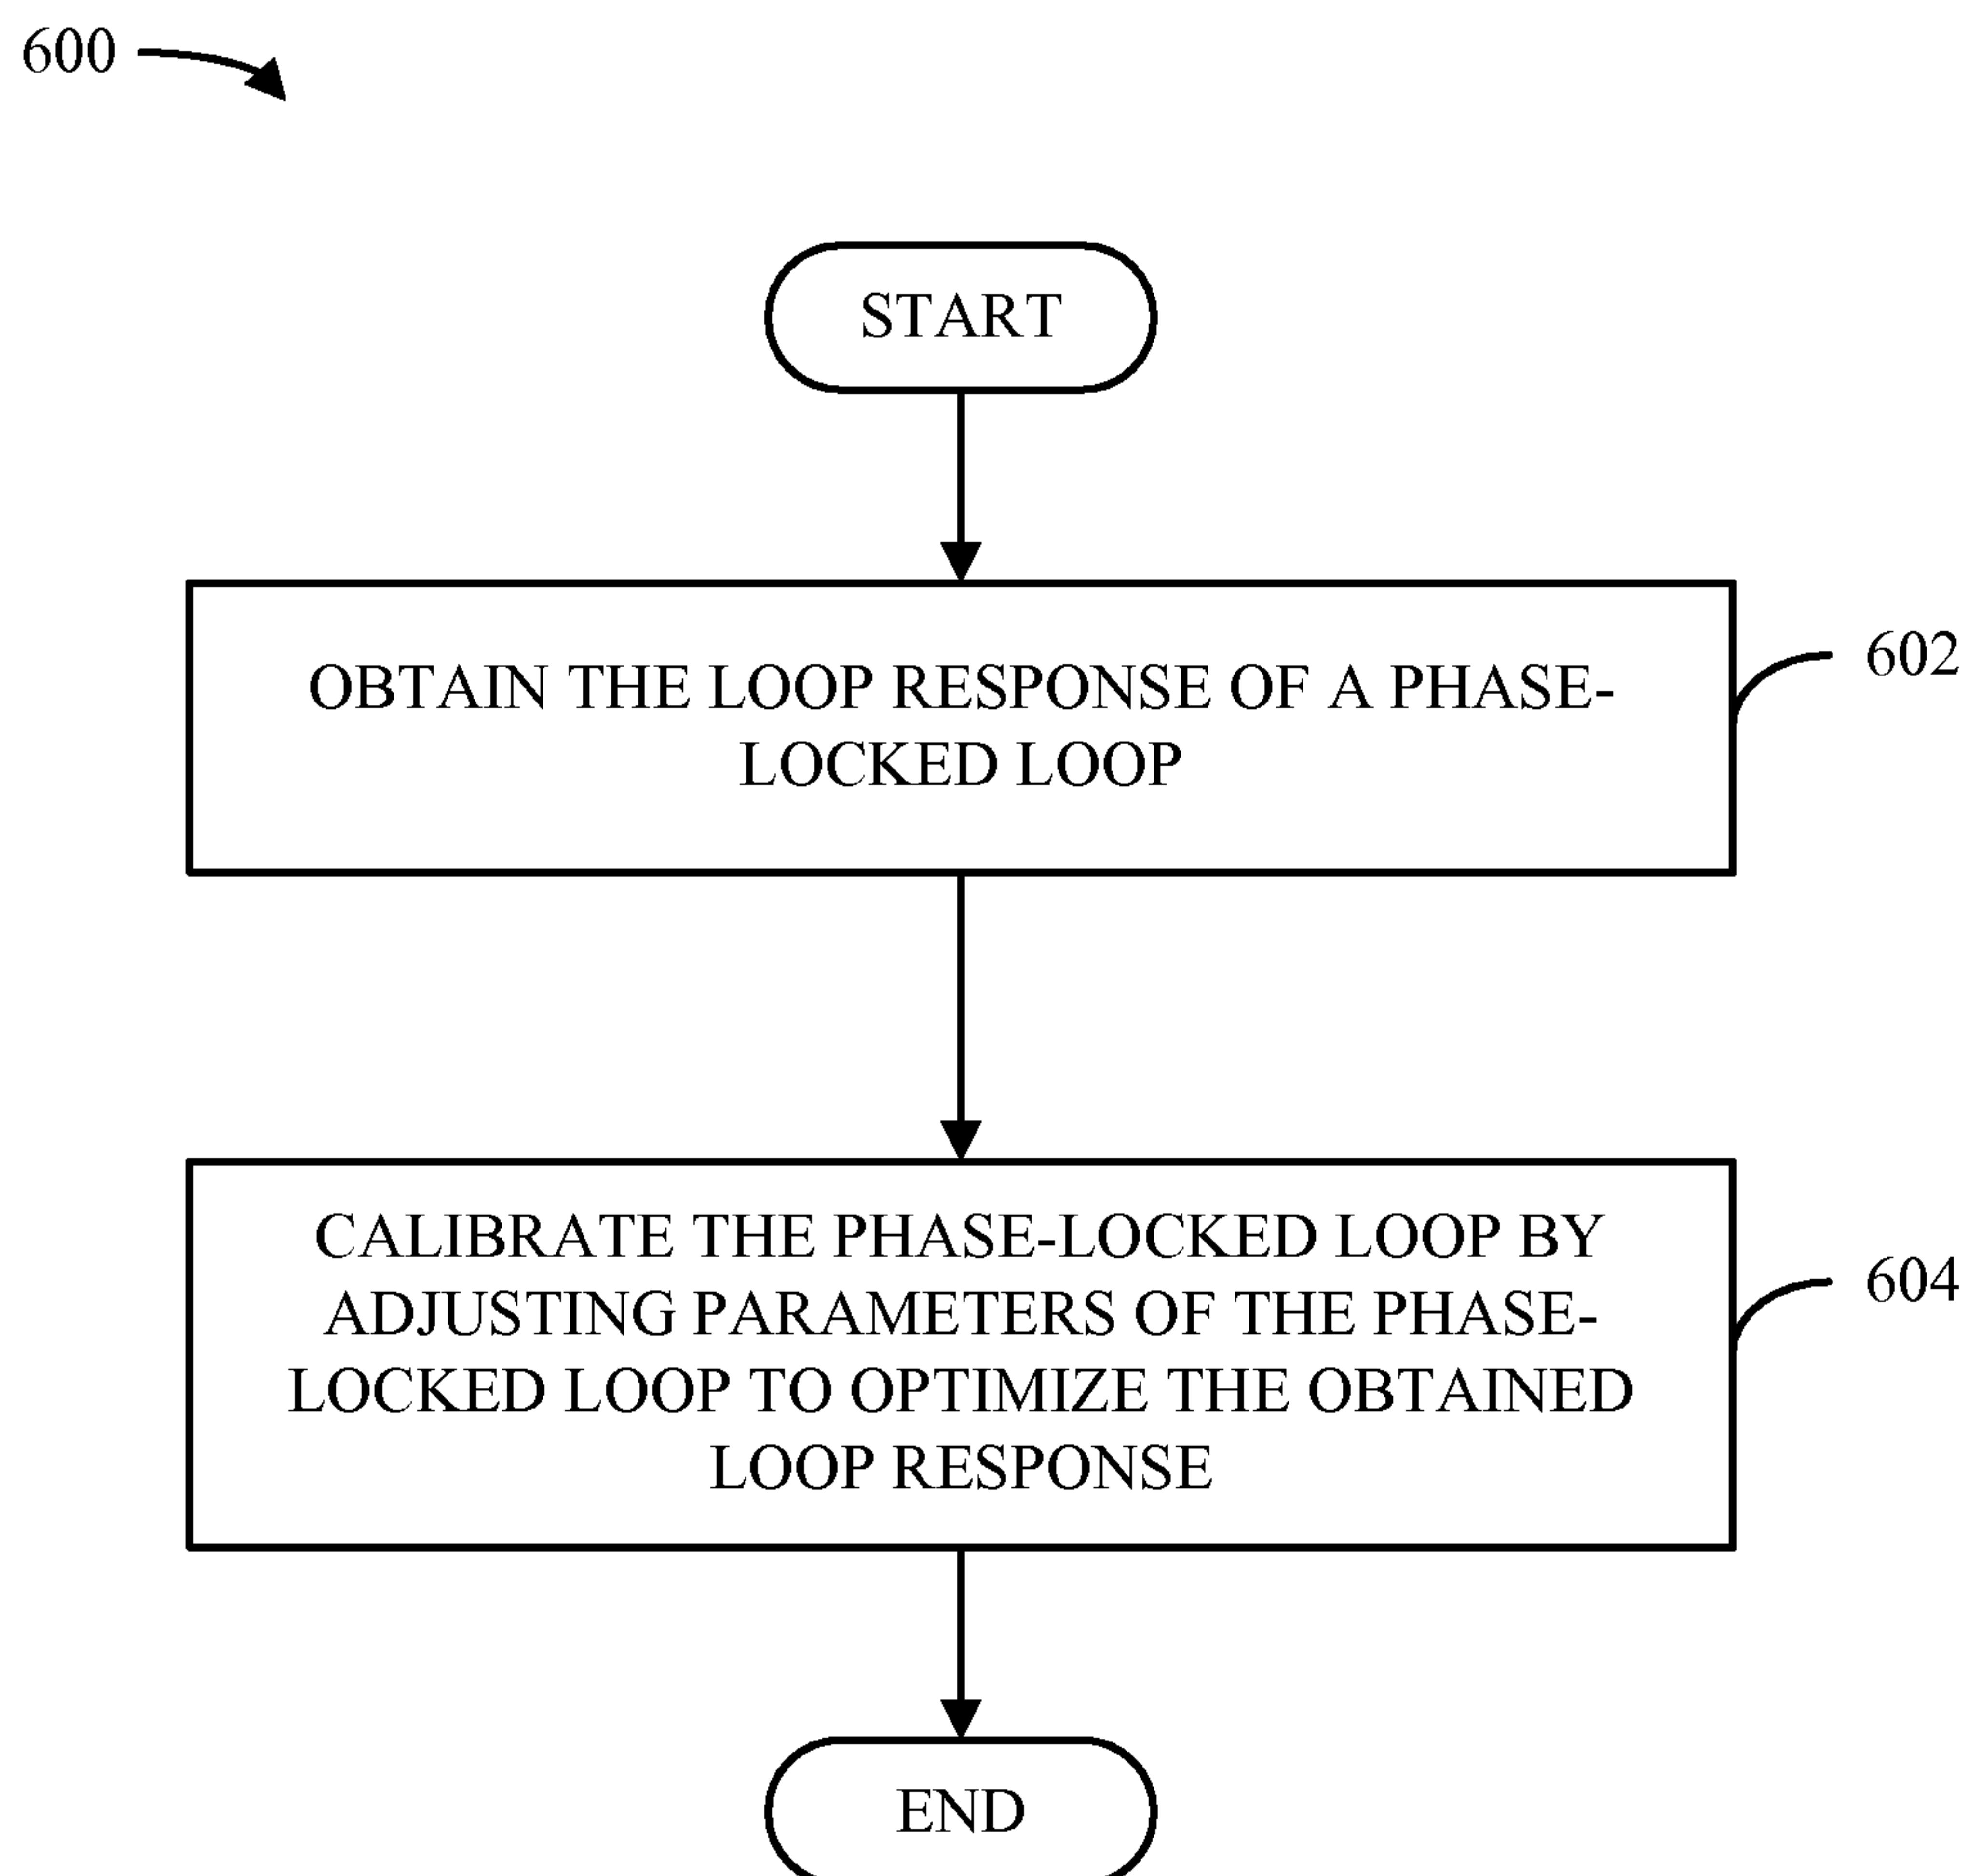 600
START
OBTAIN THE LOOP RESPONSE OF A PHASE-
LOCKED LOOP
602
CALIBRATE THE PHASE-LOCKED LOOP BY
ADJUSTING PARAMETERS OF THE PHASE-
LOCKED LOOP TO OPTIMIZE THE OBTAINED
LOOP RESPONSE
604
END